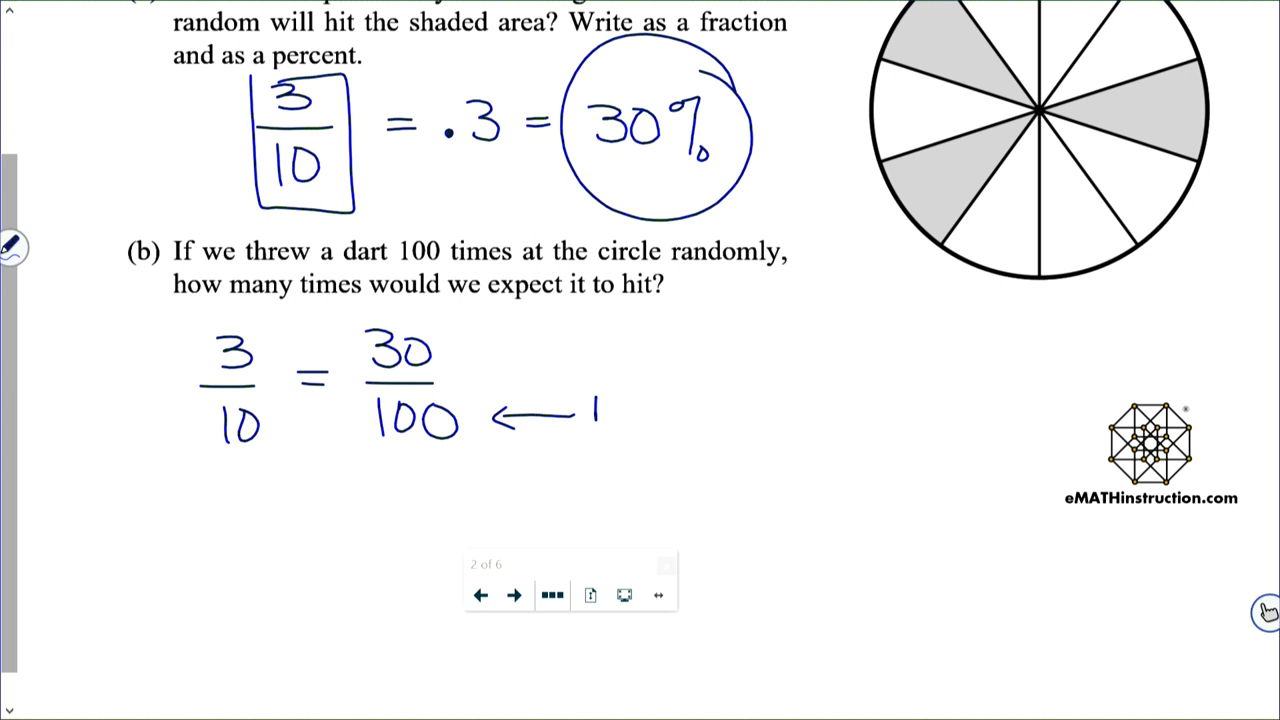 random will hit the shaded area? Write as a fraction
and as a percent.
3/10 = .3 = 30%
(b) If we threw a dart 100 times at the circle randomly,
how many times would we expect it to hit?
3/10 = 30/100 ←
eMATHinstruction.com
2 of 6